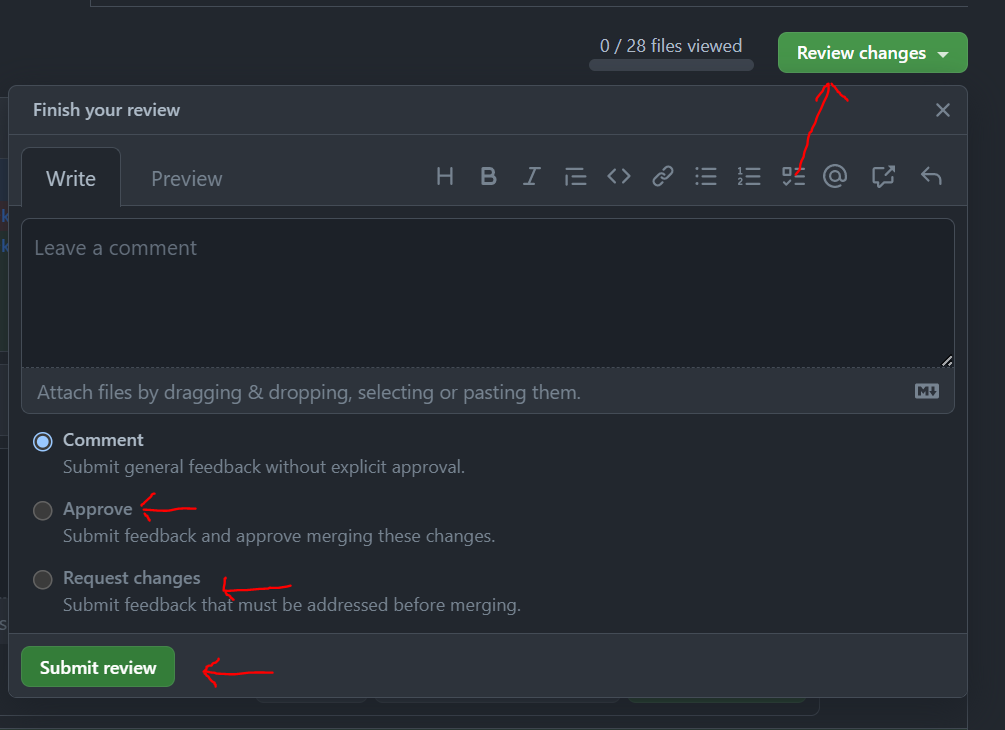 0 / 28 files viewed
Review changes
Finish your review
Write
Preview
Leave a comment
Attach files by dragging & dropping, selecting or pasting them.
Comment
Submit general feedback without explicit approval.
Approve
Submit feedback and approve merging these changes.
Request changes
Submit feedback that must be addressed before merging.
Submit review